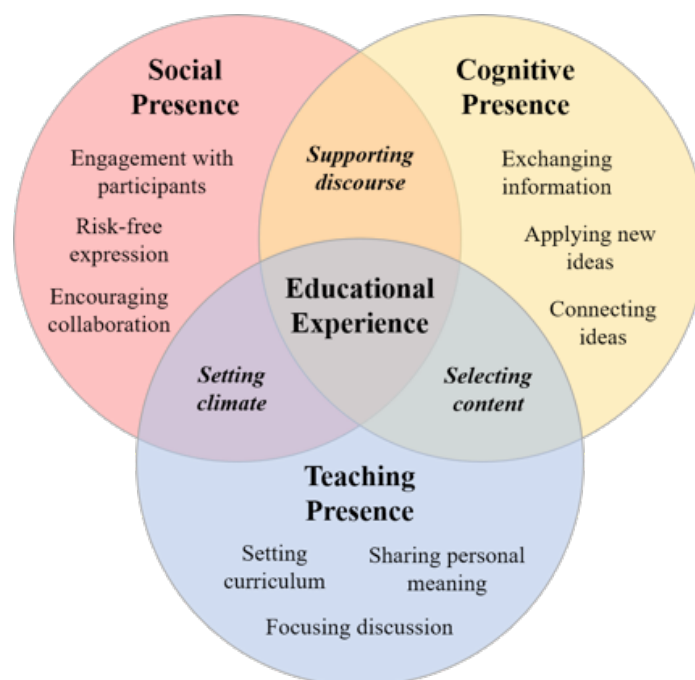 Social
Presence
Cognitive
Presence
Engagement with
participants
Supporting
discourse
Exchanging
information
Risk-free
expression
Applying new
ideas
Encouraging
collaboration
Educational
Experience
Connecting
ideas
Setting
climate
Selecting
content
Teaching
Presence
Setting
curriculum
Sharing personal
meaning
Focusing discussion